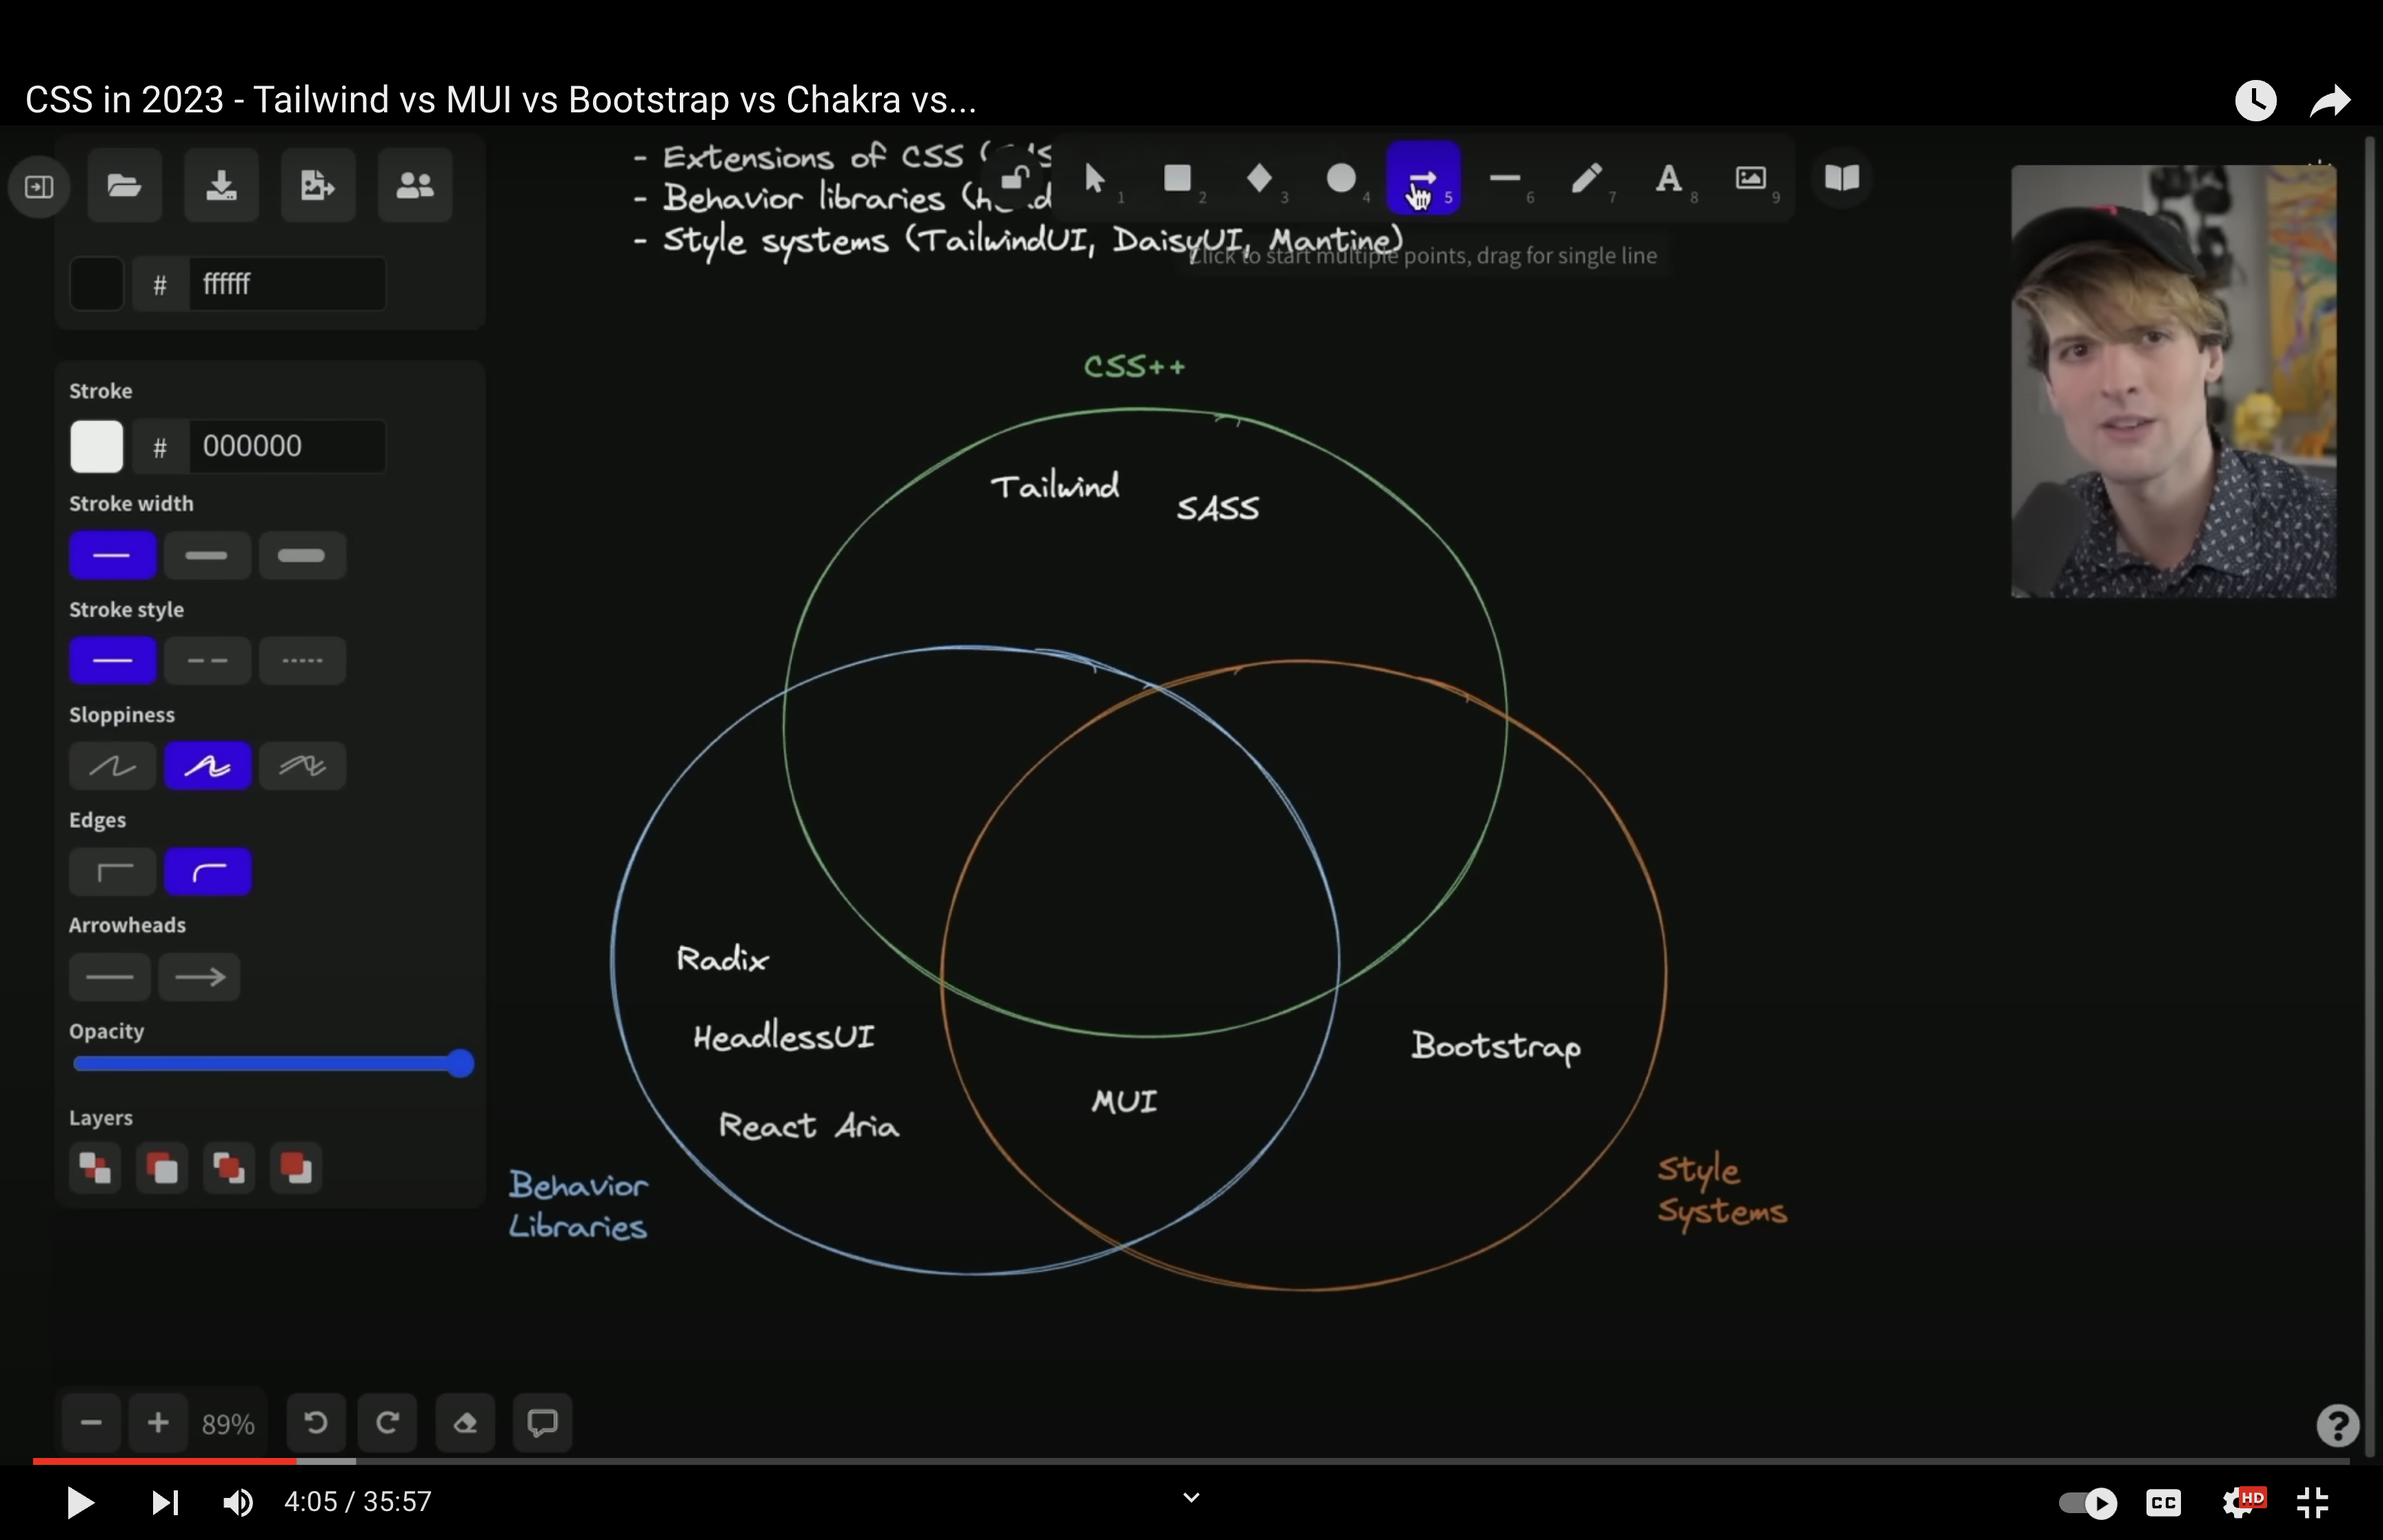 CSS in 2023 - Tailwind vs MUI vs Bootstrap vs Chakra vs...
- Extensions of CSS (
- Behavior libraries (
- Style systems (TailwindUI, DaisyUI, Mantine)
1 2 3 4 5 6 7 A 8 9
Click to start multiple points, drag for single line
# ffffff
Stroke
# 000000
Stroke width
Stroke style
Sloppiness
Edges
Arrowheads
Opacity
Layers
CSS++
Tailwind
SASS
Radix
HeadlessUI
React Aria
MUI
Bootstrap
Behavior
Libraries
Style
Systems
89%
?
4:05 / 35:57
CC
HD